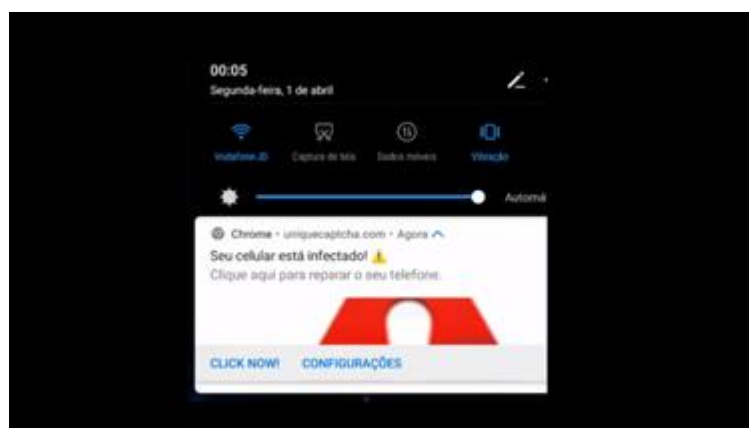 00:05
Segunda-feira, 1 de abril
Vodafone-JD Captura de tela Dados móveis Vibração
Automá
Chrome • uniquecaptcha.com • Agora
Seu celular está infectado! ⚠️
Clique aqui para reparar o seu telefone.
CLICK NOW! CONFIGURAÇÕES